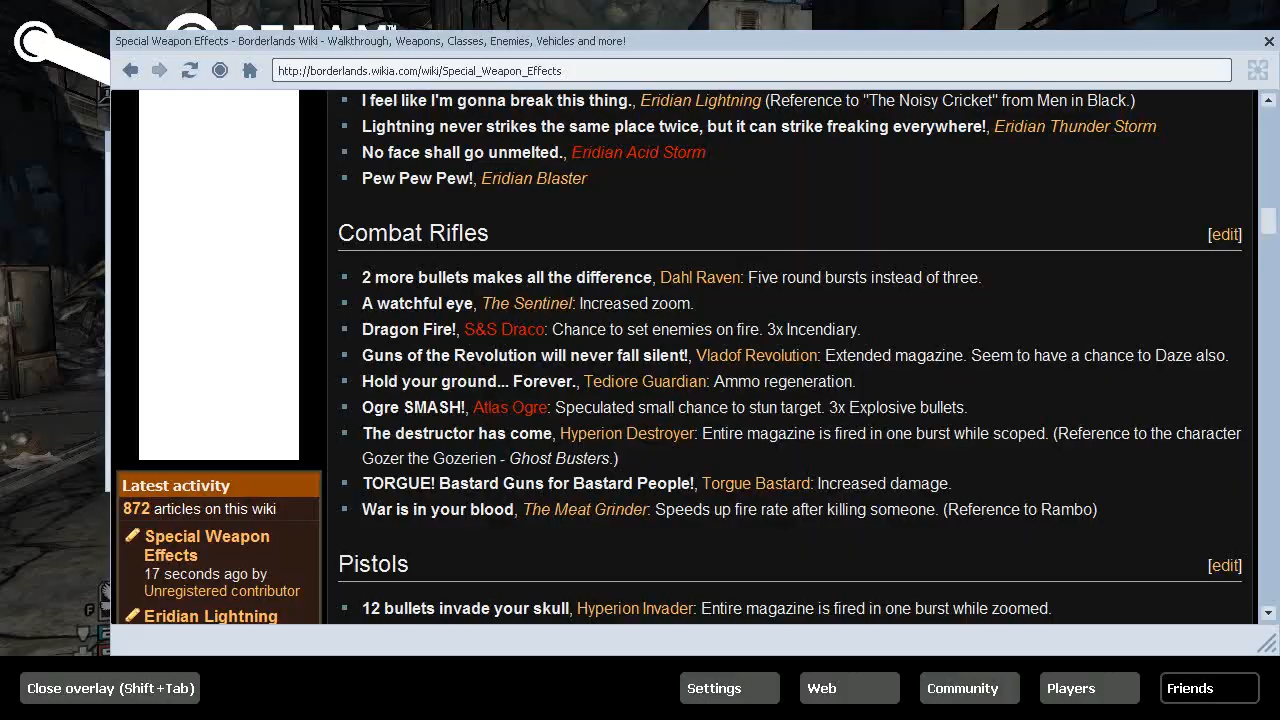 STEAM™
Special Weapon Effects - Borderlands Wiki - Walkthrough, Weapons, Classes, Enemies, Vehicles and more!
http://borderlands.wikia.com/wiki/Special_Weapon_Effects
I feel like I'm gonna break this thing., Eridian Lightning (Reference to "The Noisy Cricket" from Men in Black.)
Lightning never strikes the same place twice, but it can strike freaking everywhere!, Eridian Thunder Storm
No face shall go unmelted., Eridian Acid Storm
Pew Pew Pew!, Eridian Blaster
Combat Rifles [edit]
2 more bullets makes all the difference, Dahl Raven: Five round bursts instead of three.
A watchful eye, The Sentinel: Increased zoom.
Dragon Fire!, S&S Draco: Chance to set enemies on fire. 3x Incendiary.
Guns of the Revolution will never fall silent!, Vladof Revolution: Extended magazine. Seem to have a chance to Daze also.
Hold your ground... Forever., Tediore Guardian: Ammo regeneration.
Ogre SMASH!, Atlas Ogre: Speculated small chance to stun target. 3x Explosive bullets.
The destructor has come, Hyperion Destroyer: Entire magazine is fired in one burst while scoped. (Reference to the character
Gozer the Gozerien - Ghost Busters.)
TORGUE! Bastard Guns for Bastard People!, Torgue Bastard: Increased damage.
War is in your blood, The Meat Grinder: Speeds up fire rate after killing someone. (Reference to Rambo)
Pistols [edit]
12 bullets invade your skull, Hyperion Invader: Entire magazine is fired in one burst while zoomed.
Latest activity
872 articles on this wiki
Special Weapon
Effects
17 seconds ago by
Unregistered contributor
Eridian Lightning
Close overlay (Shift+Tab)
Settings
Web
Community
Players
Friends